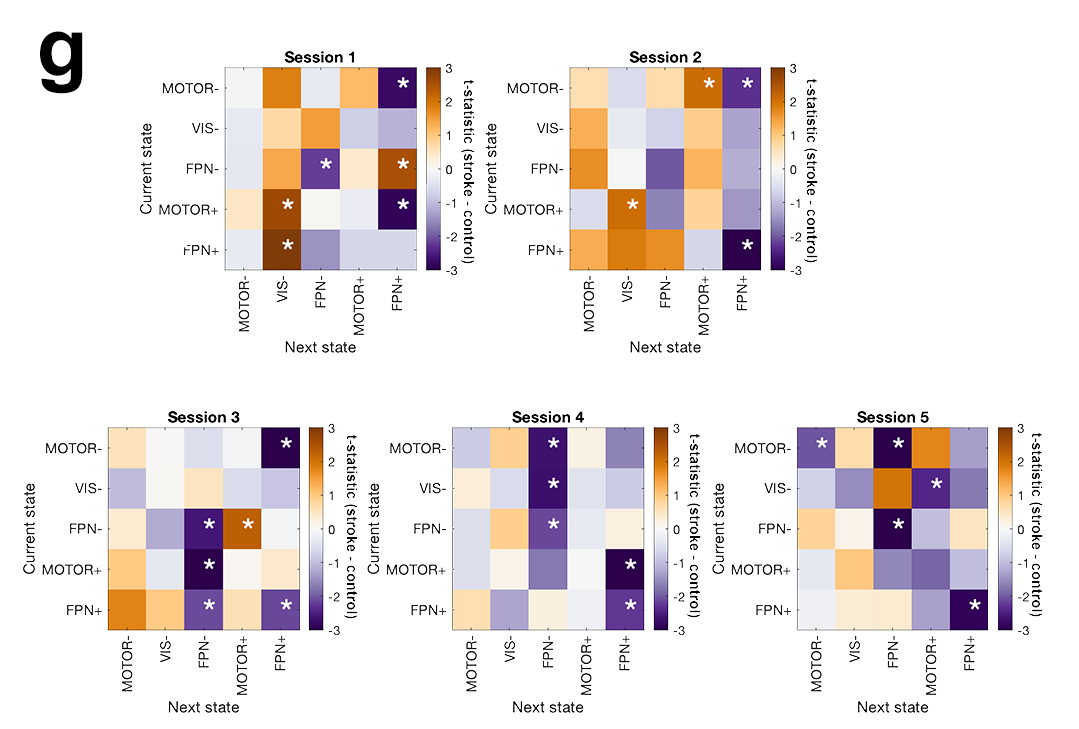 g
Session 1
MOTOR-
VIS-
FPN-
MOTOR+
FPN+
Current state
MOTOR-
VIS-
FPN-
MOTOR+
FPN+
Next state
3
2
1
0
-1
-2
-3
t-statistic (stroke - control)
* * * * * *
Session 2
MOTOR-
VIS-
FPN-
MOTOR+
FPN+
Current state
MOTOR-
VIS-
FPN-
MOTOR+
FPN+
Next state
3
2
1
0
-1
-2
-3
t-statistic (stroke - control)
* * * *
Session 3
MOTOR-
VIS-
FPN-
MOTOR+
FPN+
Current state
MOTOR-
VIS-
FPN-
MOTOR+
FPN+
Next state
3
2
1
0
-1
-2
-3
t-statistic (stroke - control)
* * * * * *
Session 4
MOTOR-
VIS-
FPN-
MOTOR+
FPN+
Current state
MOTOR-
VIS-
FPN-
MOTOR+
FPN+
Next state
3
2
1
0
-1
-2
-3
t-statistic (stroke - control)
* * * * *
Session 5
MOTOR-
VIS-
FPN-
MOTOR+
FPN+
Current state
MOTOR-
VIS-
FPN-
MOTOR+
FPN+
Next state
3
2
1
0
-1
-2
-3
t-statistic (stroke - control)
* * * * *